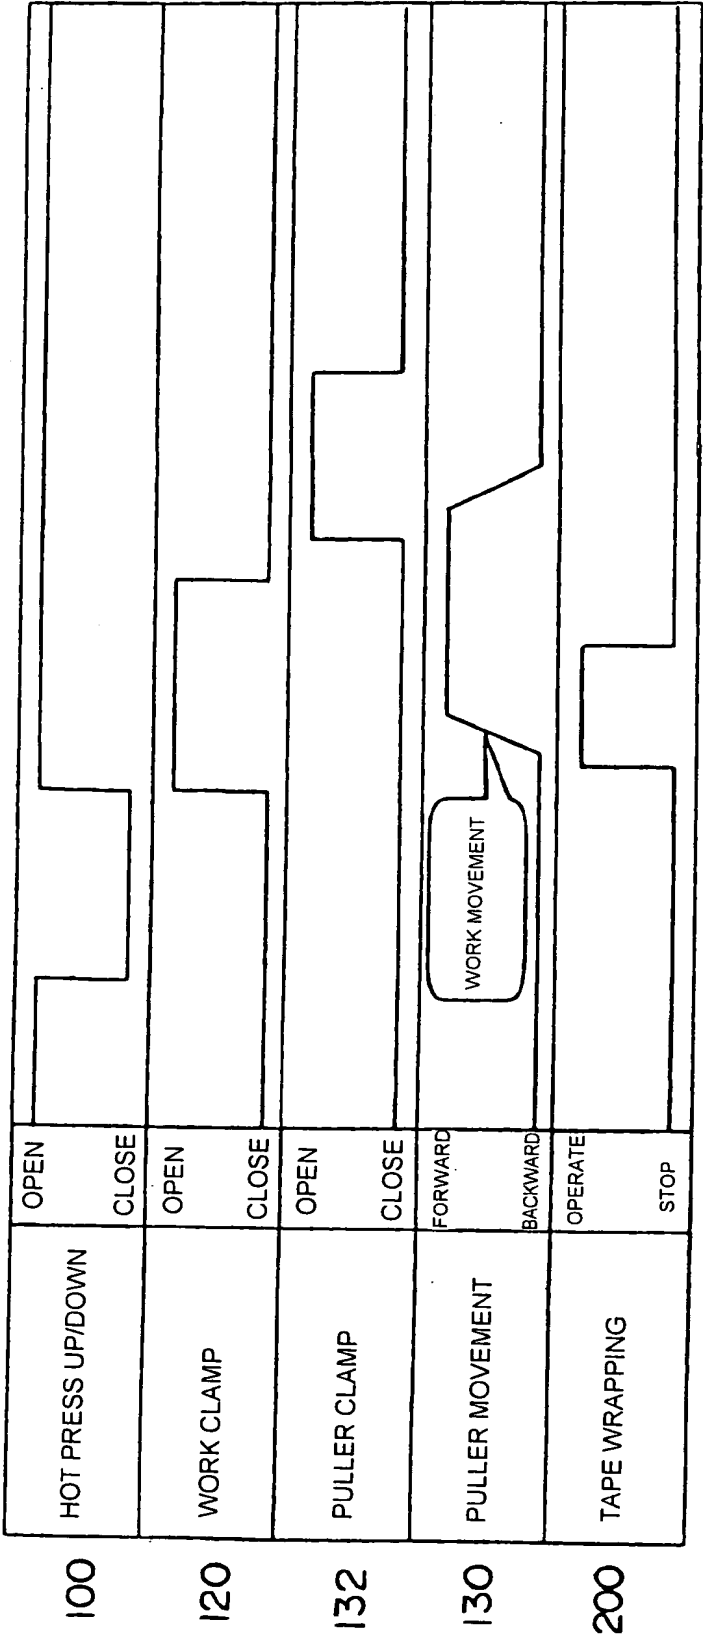 100
HOT PRESS UP/DOWN
OPEN
CLOSE
120
WORK CLAMP
OPEN
CLOSE
132
PULLER CLAMP
OPEN
CLOSE
130
PULLER MOVEMENT
FORWARD
BACKWARD
WORK MOVEMENT
200
TAPE WRAPPING
OPERATE
STOP